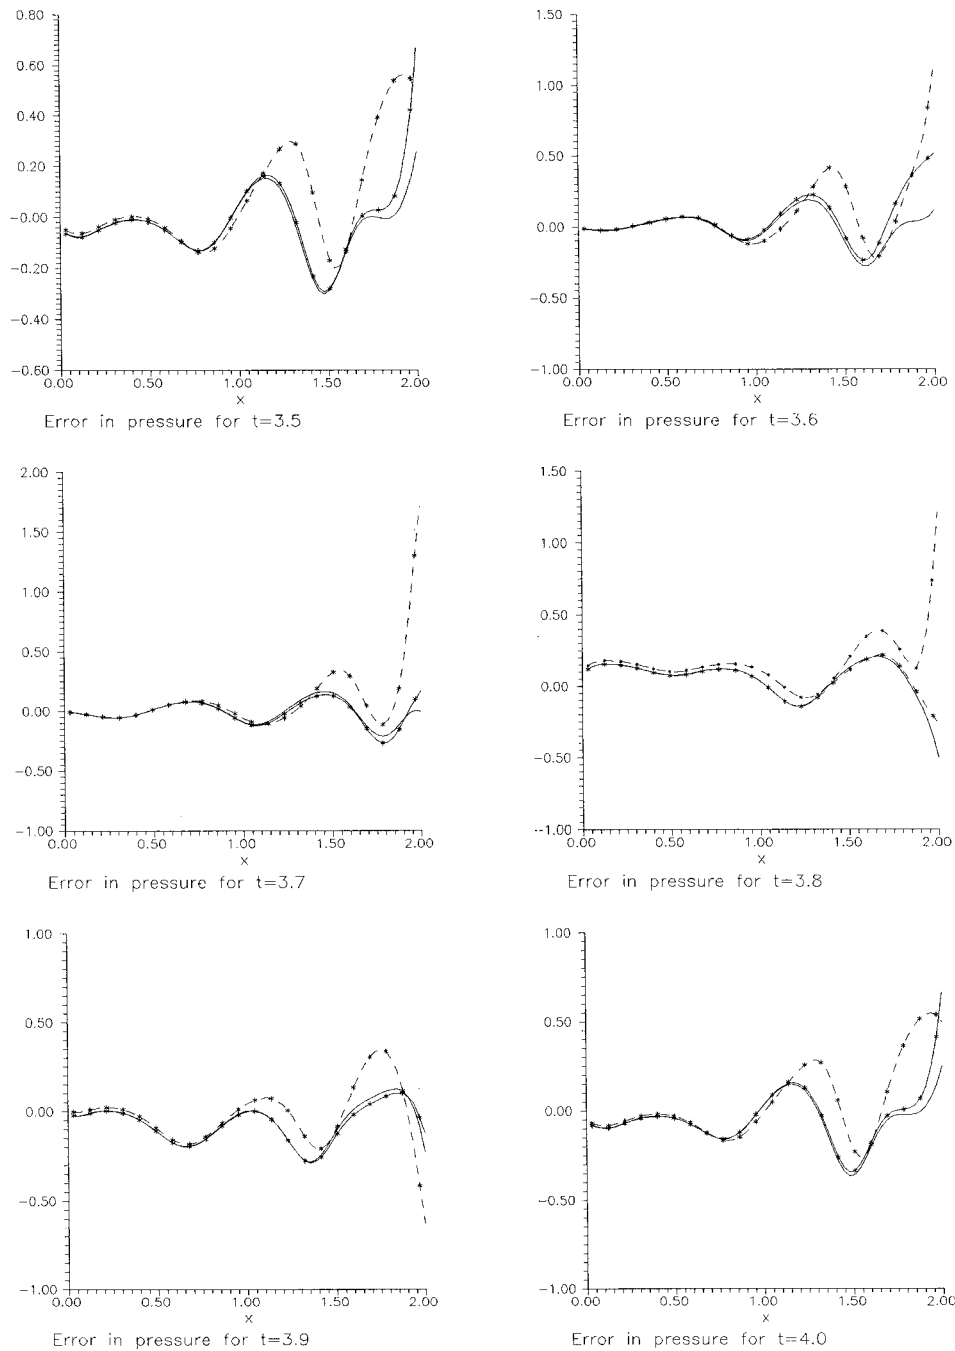 0.80
0.60
0.40
0.20
−0.00
−0.20
−0.40
−0.60
0.00 0.50 1.00 1.50 2.00
x
Error in pressure for t=3.5
1.50
1.00
0.50
0.00
−0.50
−1.00
0.00 0.50 1.00 1.50 2.00
x
Error in pressure for t=3.6
2.00
1.50
1.00
0.50
0.00
−0.50
−1.00
0.00 0.50 1.00 1.50 2.00
x
Error in pressure for t=3.7
1.50
1.00
0.50
0.00
−0.50
−1.00
0.00 0.50 1.00 1.50 2.00
x
Error in pressure for t=3.8
1.00
0.50
0.00
−0.50
−1.00
0.00 0.50 1.00 1.50 2.00
x
Error in pressure for t=3.9
1.00
0.50
0.00
−0.50
−1.00
0.00 0.50 1.00 1.50 2.00
x
Error in pressure for t=4.0